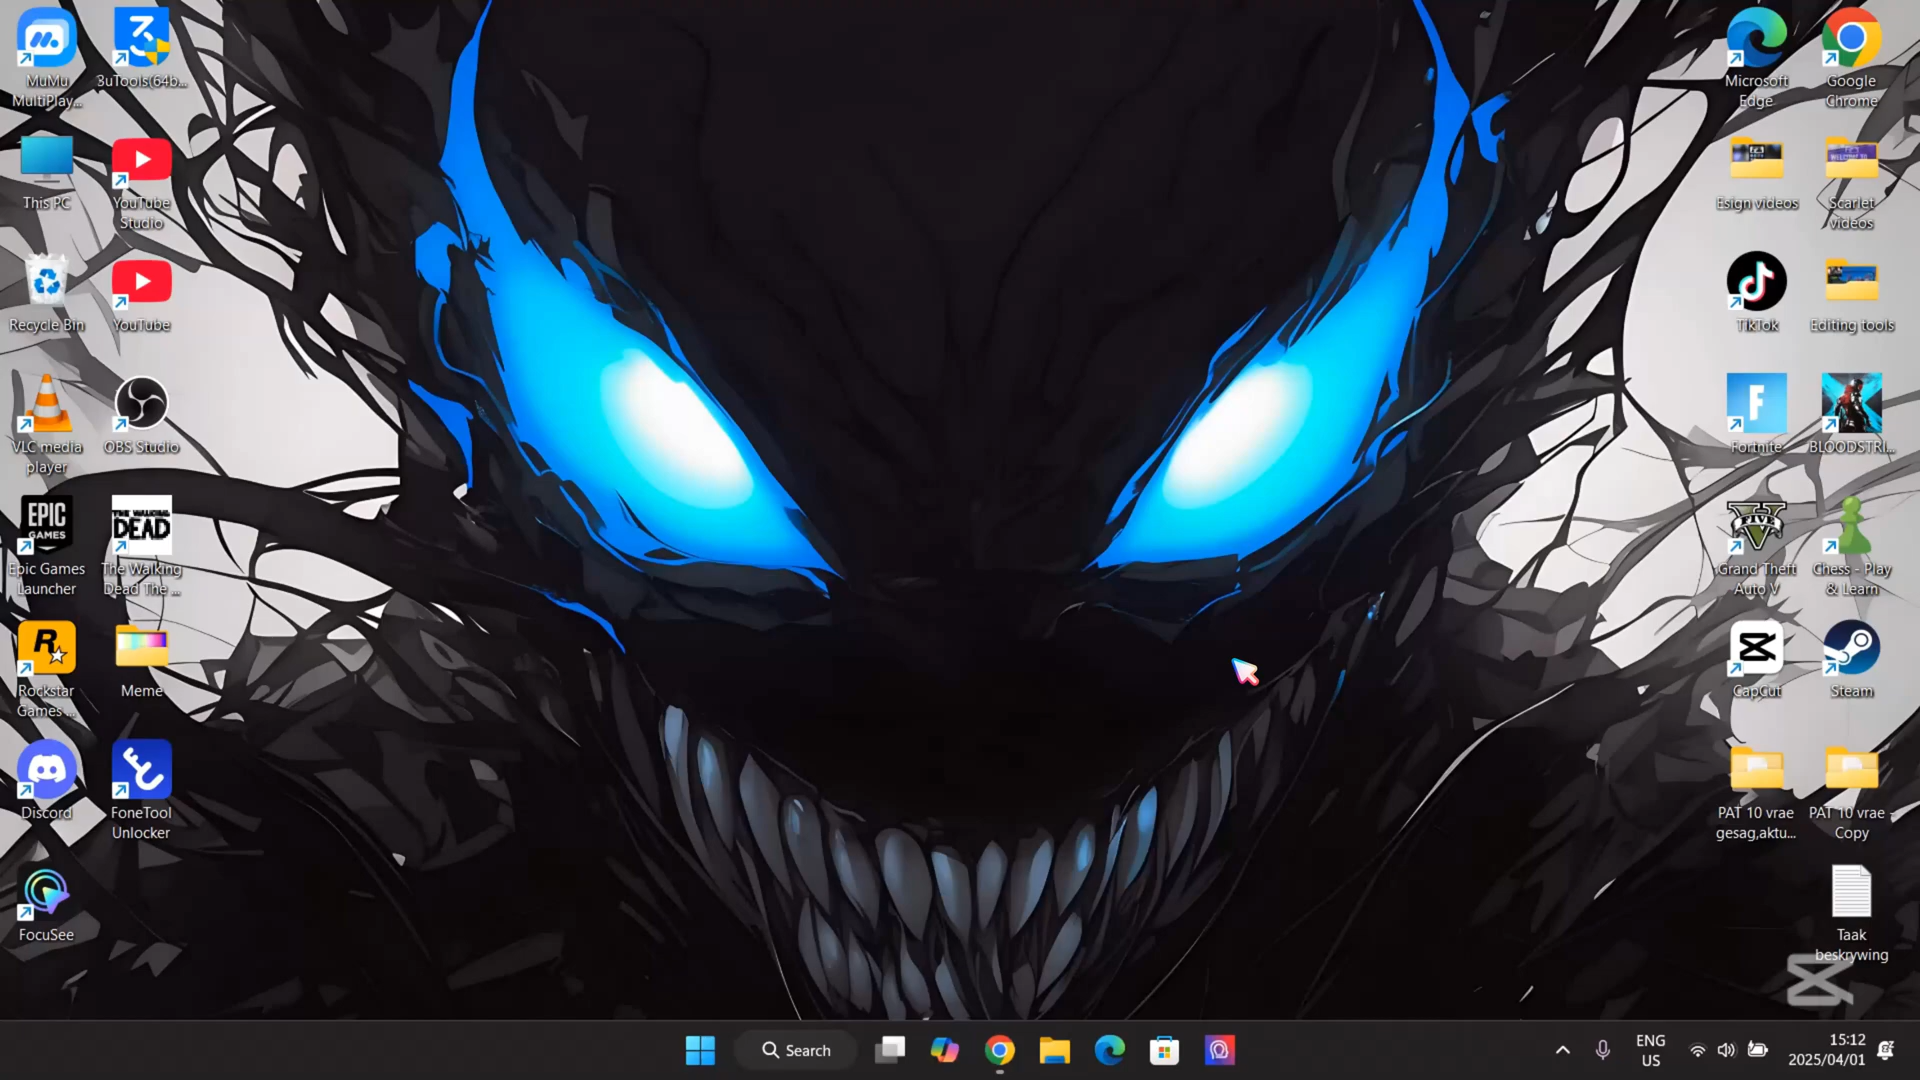 MuMu
MultiPlay...
3uTools(64b...
This PC
YouTube
Studio
Recycle Bin
YouTube
VLC media
player
OBS Studio
EPIC
GAMES
Epic Games
Launcher
THE WALKING
DEAD
The Walking
Dead The ...
R
Rockstar
Games ...
Meme
Discord
FoneTool
Unlocker
FocuSee
Microsoft
Edge
Google
Chrome
Esign videos
Scarlet
videos
TikTok
Editing tools
F
Fortnite
BLOODSTRI...
FIVE
Grand Theft
Auto V
Chess - Play
& Learn
CapCut
Steam
PAT 10 vrae
gesag,aktu...
PAT 10 vrae -
Copy
Taak
beskrywing
Search
ENG
US
15:12
2025/04/01